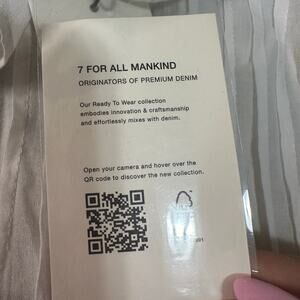 7 FOR ALL MANKIND
ORIGINATORS OF PREMIUM DENIM
Our Ready To Wear collection
embodies innovation & craftsmanship
and effortlessly mixes with denim.
Open your camera and hover over the
QR code to discover the new collection.